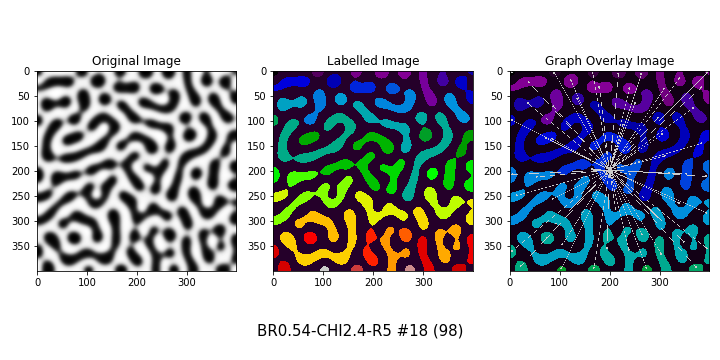 Original Image Labelled Image Graph Overlay Image
0 0 0
50 50 50
100 100 100
150 150 150
200 200 200
250 250 250
300 300 300
350 350 350
0 100 200 300 0 100 200 300 0 100 200 300
BR0.54-CHI2.4-R5 #18 (98)